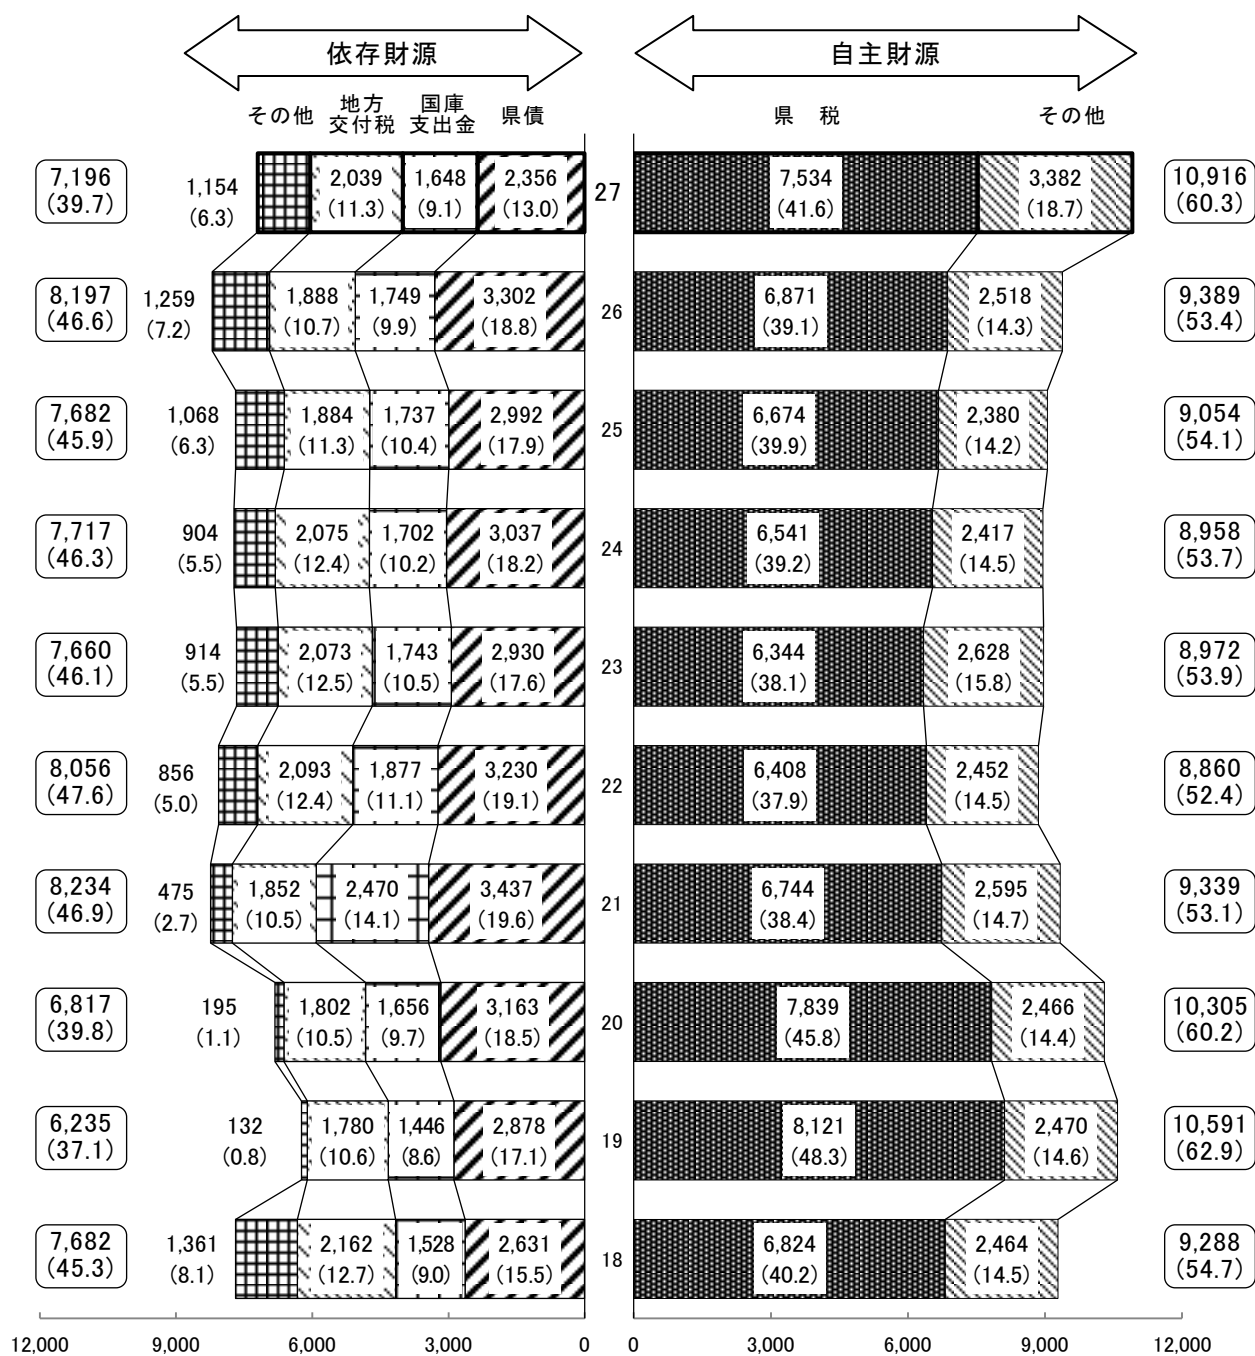 依存財源
自主財源
その他 地方交付税 国庫支出金 県債 県　税 その他
7,196 1,154 2,039 1,648 2,356 27 7,534 3,382 10,916
(39.7) (6.3) (11.3) (9.1) (13.0) (41.6) (18.7) (60.3)
8,197 1,259 1,888 1,749 3,302 26 6,871 2,518 9,389
(46.6) (7.2) (10.7) (9.9) (18.8) (39.1) (14.3) (53.4)
7,682 1,068 1,884 1,737 2,992 25 6,674 2,380 9,054
(45.9) (6.3) (11.3) (10.4) (17.9) (39.9) (14.2) (54.1)
7,717 904 2,075 1,702 3,037 24 6,541 2,417 8,958
(46.3) (5.5) (12.4) (10.2) (18.2) (39.2) (14.5) (53.7)
7,660 914 2,073 1,743 2,930 23 6,344 2,628 8,972
(46.1) (5.5) (12.5) (10.5) (17.6) (38.1) (15.8) (53.9)
8,056 856 2,093 1,877 3,230 22 6,408 2,452 8,860
(47.6) (5.0) (12.4) (11.1) (19.1) (37.9) (14.5) (52.4)
8,234 475 1,852 2,470 3,437 21 6,744 2,595 9,339
(46.9) (2.7) (10.5) (14.1) (19.6) (38.4) (14.7) (53.1)
6,817 195 1,802 1,656 3,163 20 7,839 2,466 10,305
(39.8) (1.1) (10.5) (9.7) (18.5) (45.8) (14.4) (60.2)
6,235 132 1,780 1,446 2,878 19 8,121 2,470 10,591
(37.1) (0.8) (10.6) (8.6) (17.1) (48.3) (14.6) (62.9)
7,682 1,361 2,162 1,528 2,631 18 6,824 2,464 9,288
(45.3) (8.1) (12.7) (9.0) (15.5) (40.2) (14.5) (54.7)
12,000 9,000 6,000 3,000 0 0 3,000 6,000 9,000 12,000